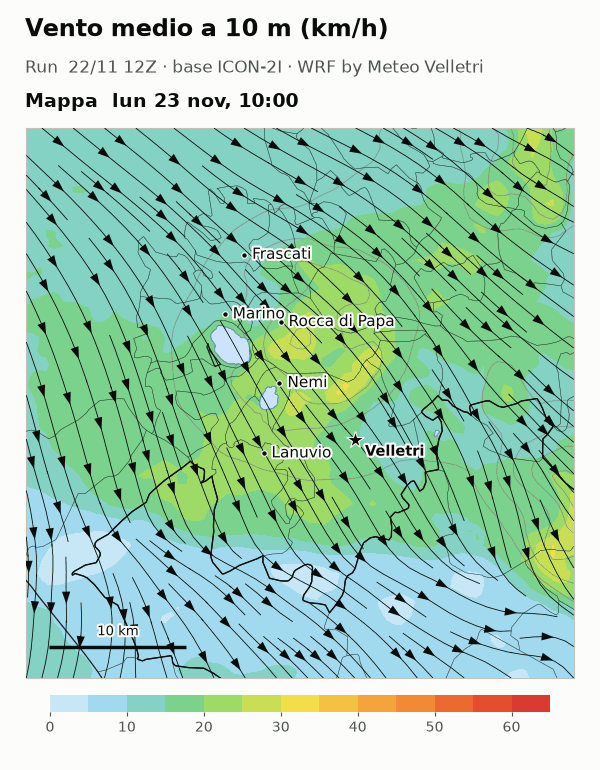 Vento medio a 10 m (km/h)
Run  22/11 12Z · base ICON-2I · WRF by Meteo Velletri
Mappa  lun 23 nov, 10:00
Frascati
Marino
Rocca di Papa
Nemi
Velletri
Lanuvio
10 km
0 10 20 30 40 50 60